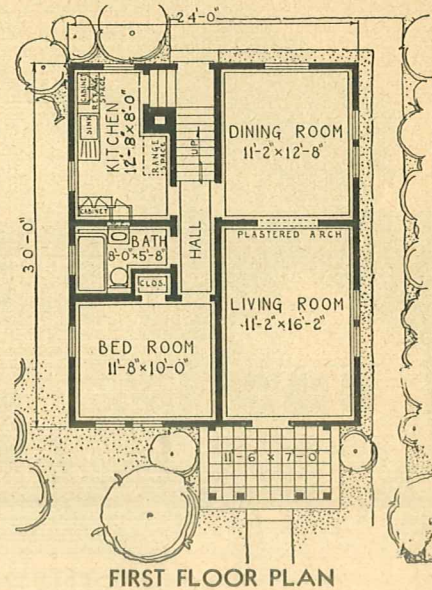 24'-0"
30'-0"
CABINET
REF'G.
SPACE
SINK
KITCHEN
12'-8"x8'-0"
RANGE
SPACE
CABINET
UP
DINING ROOM
11'-2"x12'-8"
PLASTERED ARCH
HALL
BATH
8'-0"x5'-8"
CLOS.
LIVING ROOM
11'-2"x16'-2"
BED ROOM
11'-8"x10'-0"
11'-6 x 7'-0
FIRST FLOOR PLAN